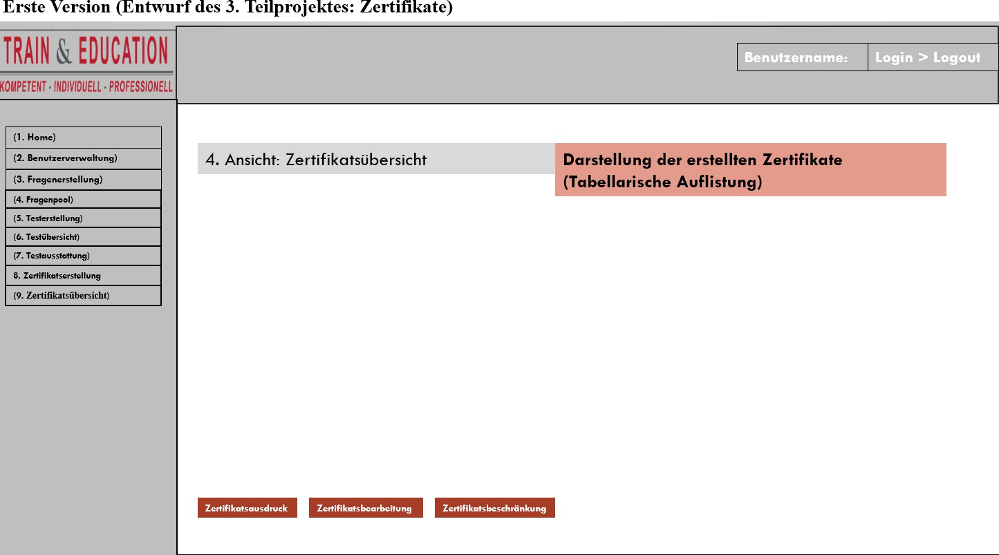 Erste Version (Entwurf des 3. Teilprojektes: Zertifikate)
TRAIN & EDUCATION
KOMPETENT - INDIVIDUELL - PROFESSIONELL
Benutzername:
Login > Logout
(1. Home)
(2. Benutzerverwaltung)
(3. Fragenerstellung)
(4. Fragenpool)
(5. Testerstellung)
(6. Testübersicht)
(7. Testausstattung)
8. Zertifikatserstellung
(9. Zertifikatsübersicht)
4. Ansicht: Zertifikatsübersicht
Darstellung der erstellten Zertifikate
(Tabellarische Auflistung)
Zertifikatsausdruck
Zertifikatsbearbeitung
Zertifikatsbeschränkung